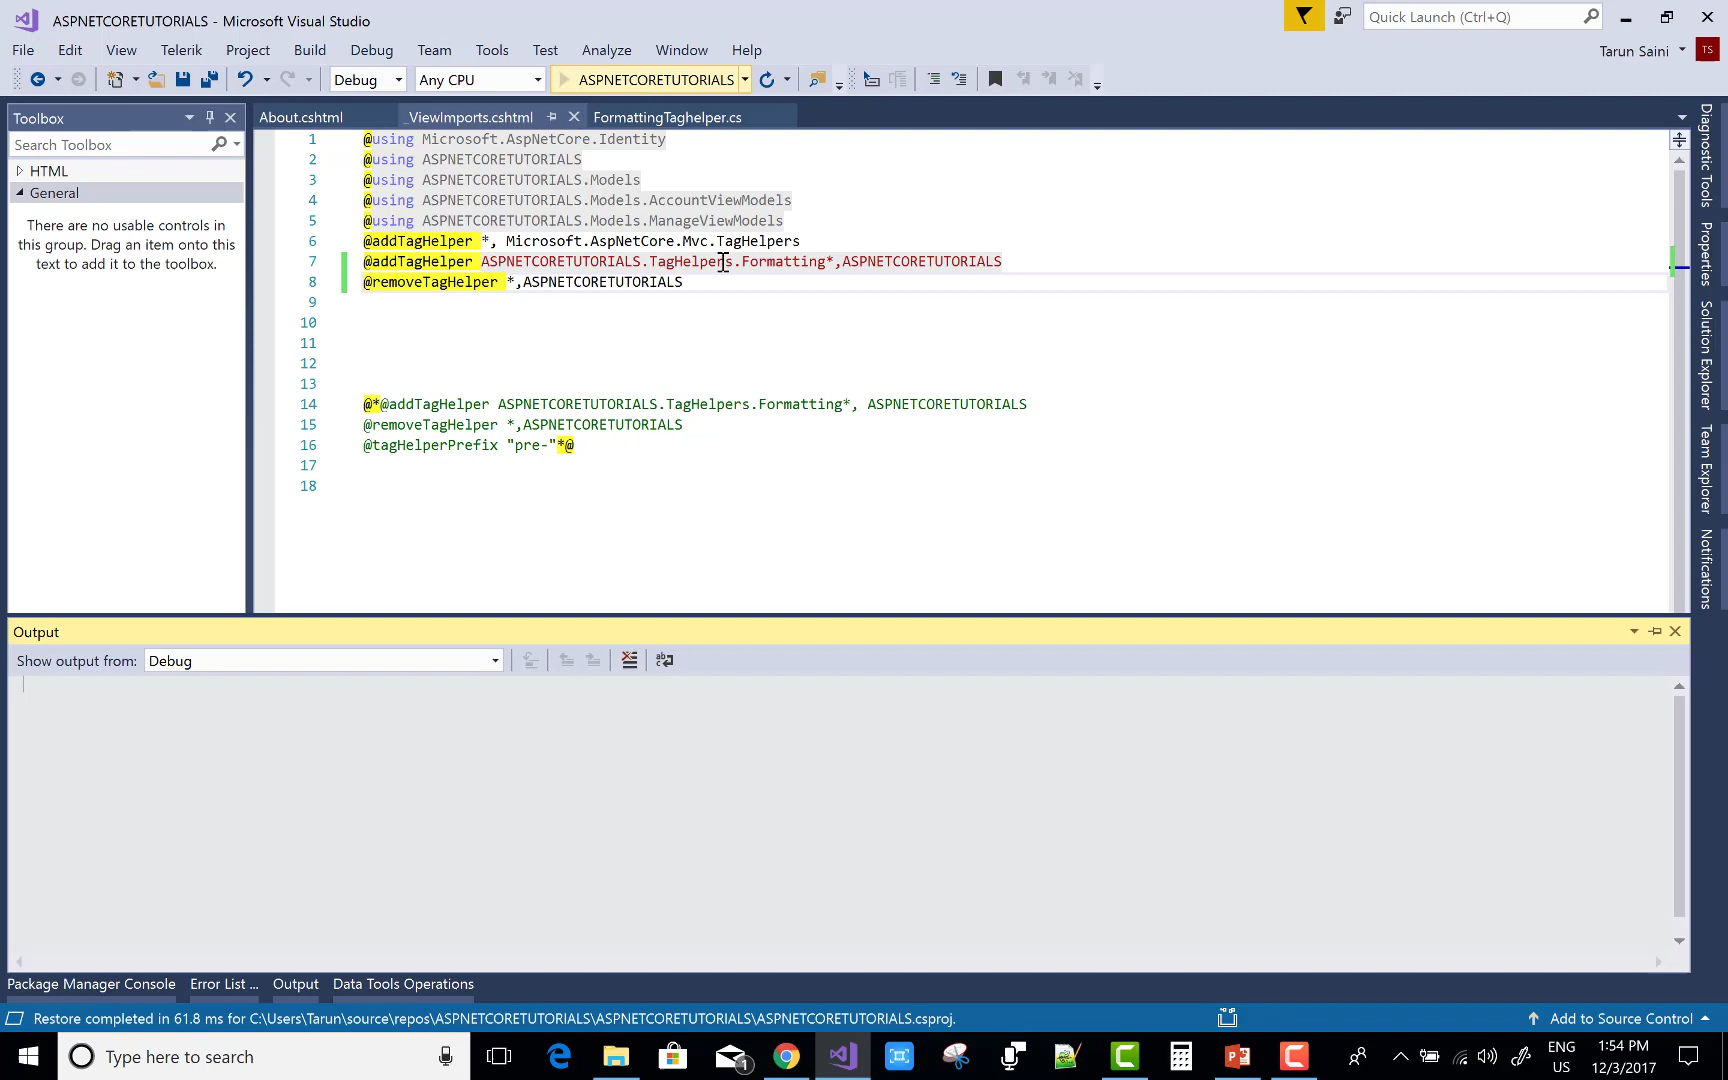 ASPNETCORETUTORIALS - Microsoft Visual Studio
Quick Launch (Ctrl+Q)
File Edit View Telerik Project Build Debug Team Tools Test Analyze Window Help
Tarun Saini
TS
Debug
Any CPU
ASPNETCORETUTORIALS
Toolbox
Search Toolbox
HTML
General
There are no usable controls in
this group. Drag an item onto this
text to add it to the toolbox.
About.cshtml
_ViewImports.cshtml
FormattingTaghelper.cs
1 @using Microsoft.AspNetCore.Identity
2 @using ASPNETCORETUTORIALS
3 @using ASPNETCORETUTORIALS.Models
4 @using ASPNETCORETUTORIALS.Models.AccountViewModels
5 @using ASPNETCORETUTORIALS.Models.ManageViewModels
6 @addTagHelper *, Microsoft.AspNetCore.Mvc.TagHelpers
7 @addTagHelper ASPNETCORETUTORIALS.TagHelpers.Formatting*,ASPNETCORETUTORIALS
8 @removeTagHelper *,ASPNETCORETUTORIALS
9
10
11
12
13
14 @*@addTagHelper ASPNETCORETUTORIALS.TagHelpers.Formatting*, ASPNETCORETUTORIALS
15 @removeTagHelper *,ASPNETCORETUTORIALS
16 @tagHelperPrefix "pre-"*@
17
18
Diagnostic Tools
Properties
Solution Explorer
Team Explorer
Notifications
Output
Show output from: Debug
Package Manager Console Error List ... Output Data Tools Operations
Restore completed in 61.8 ms for C:\Users\Tarun\source\repos\ASPNETCORETUTORIALS\ASPNETCORETUTORIALS\ASPNETCORETUTORIALS.csproj.
Add to Source Control
Type here to search
1
ENG
US
1:54 PM
12/3/2017